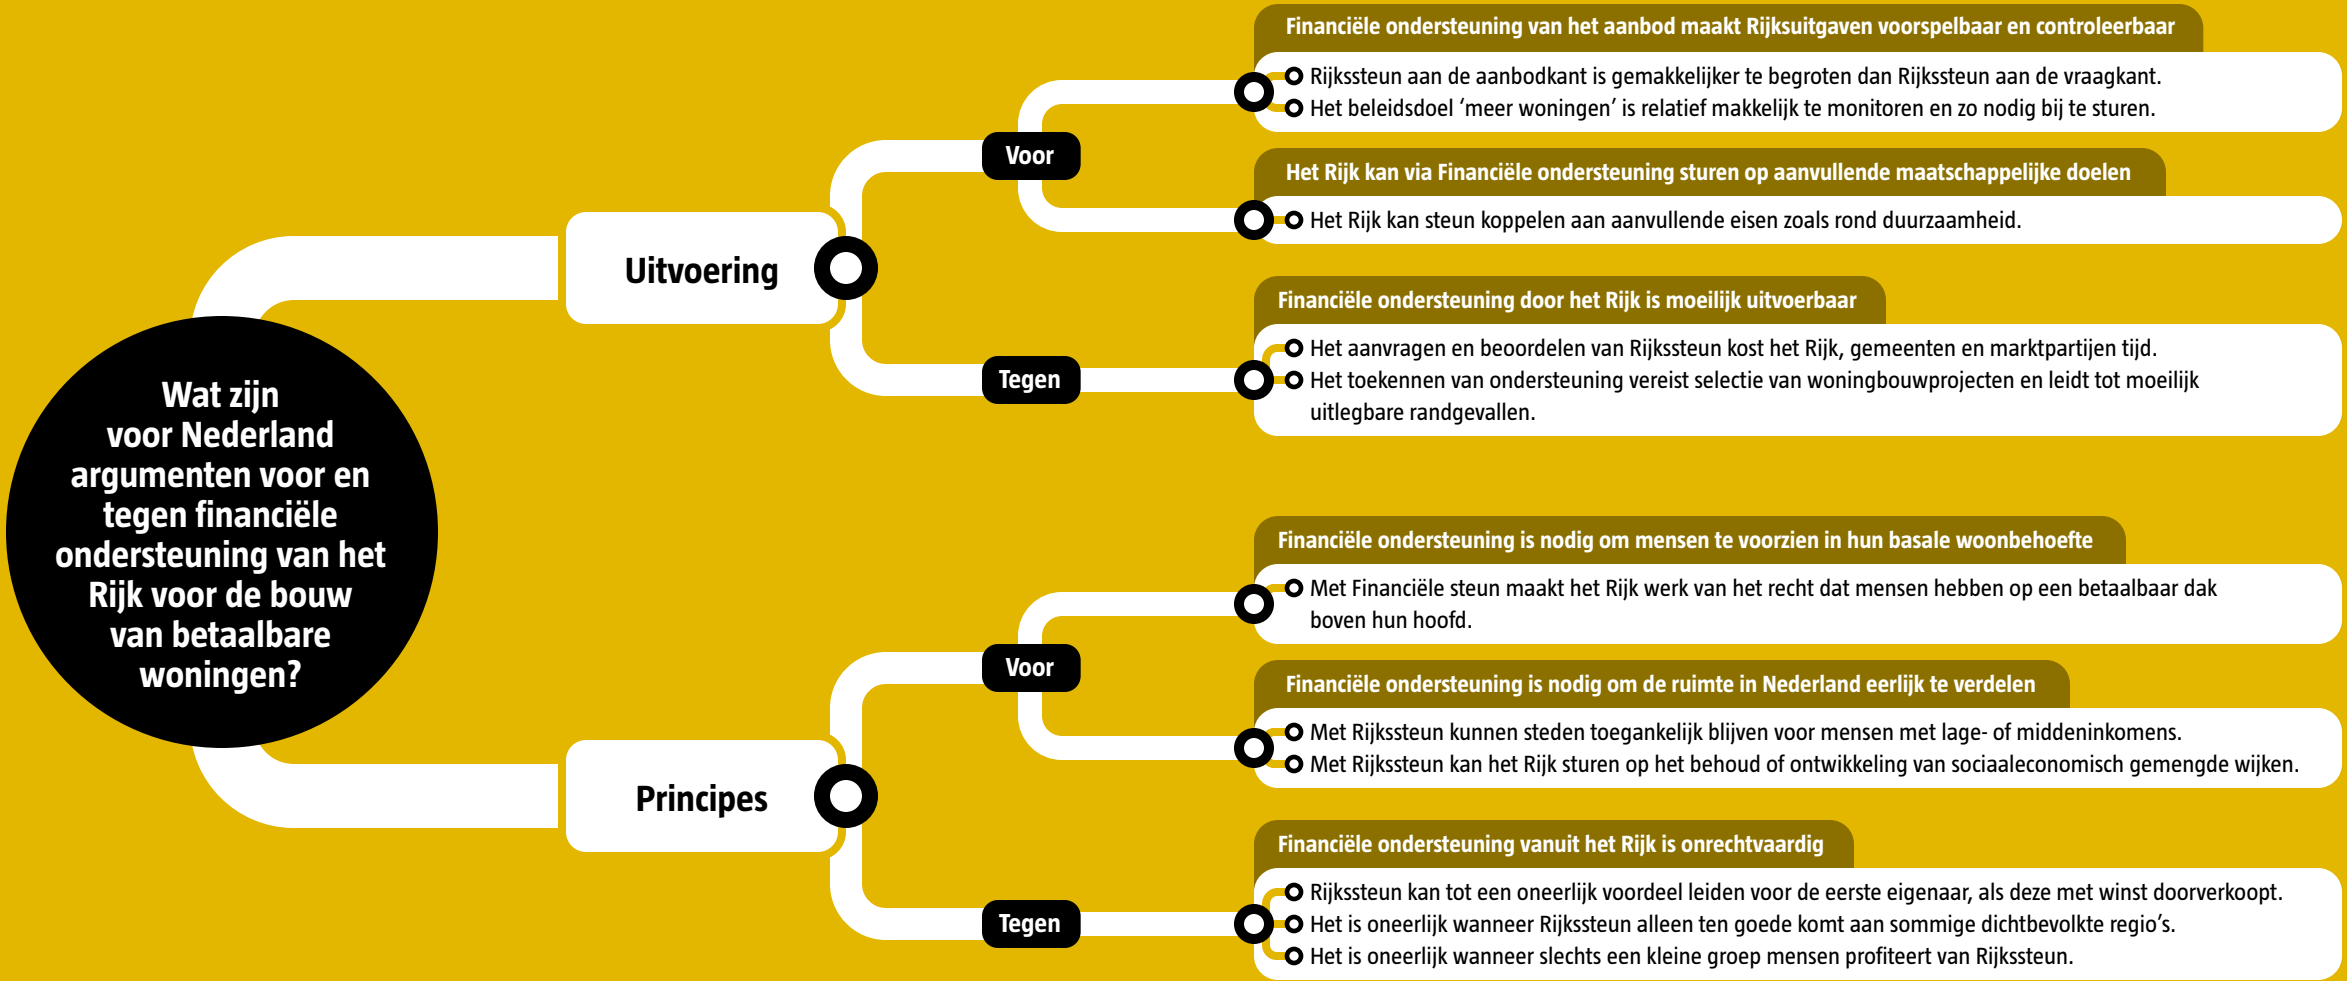 Wat zijn
voor Nederland
argumenten voor en
tegen financiële
ondersteuning van het
Rijk voor de bouw
van betaalbare
woningen?
Uitvoering
Voor
Financiële ondersteuning van het aanbod maakt Rijksuitgaven voorspelbaar en controleerbaar
Rijkssteun aan de aanbodkant is gemakkelijker te begroten dan Rijkssteun aan de vraagkant.
Het beleidsdoel ‘meer woningen’ is relatief makkelijk te monitoren en zo nodig bij te sturen.
Het Rijk kan via Financiële ondersteuning sturen op aanvullende maatschappelijke doelen
Het Rijk kan steun koppelen aan aanvullende eisen zoals rond duurzaamheid.
Tegen
Financiële ondersteuning door het Rijk is moeilijk uitvoerbaar
Het aanvragen en beoordelen van Rijkssteun kost het Rijk, gemeenten en marktpartijen tijd.
Het toekennen van ondersteuning vereist selectie van woningbouwprojecten en leidt tot moeilijk
uitlegbare randgevallen.
Principes
Voor
Financiële ondersteuning is nodig om mensen te voorzien in hun basale woonbehoefte
Met Financiële steun maakt het Rijk werk van het recht dat mensen hebben op een betaalbaar dak
boven hun hoofd.
Financiële ondersteuning is nodig om de ruimte in Nederland eerlijk te verdelen
Met Rijkssteun kunnen steden toegankelijk blijven voor mensen met lage- of middeninkomens.
Met Rijkssteun kan het Rijk sturen op het behoud of ontwikkeling van sociaaleconomisch gemengde wijken.
Tegen
Financiële ondersteuning vanuit het Rijk is onrechtvaardig
Rijkssteun kan tot een oneerlijk voordeel leiden voor de eerste eigenaar, als deze met winst doorverkoopt.
Het is oneerlijk wanneer Rijkssteun alleen ten goede komt aan sommige dichtbevolkte regio’s.
Het is oneerlijk wanneer slechts een kleine groep mensen profiteert van Rijkssteun.